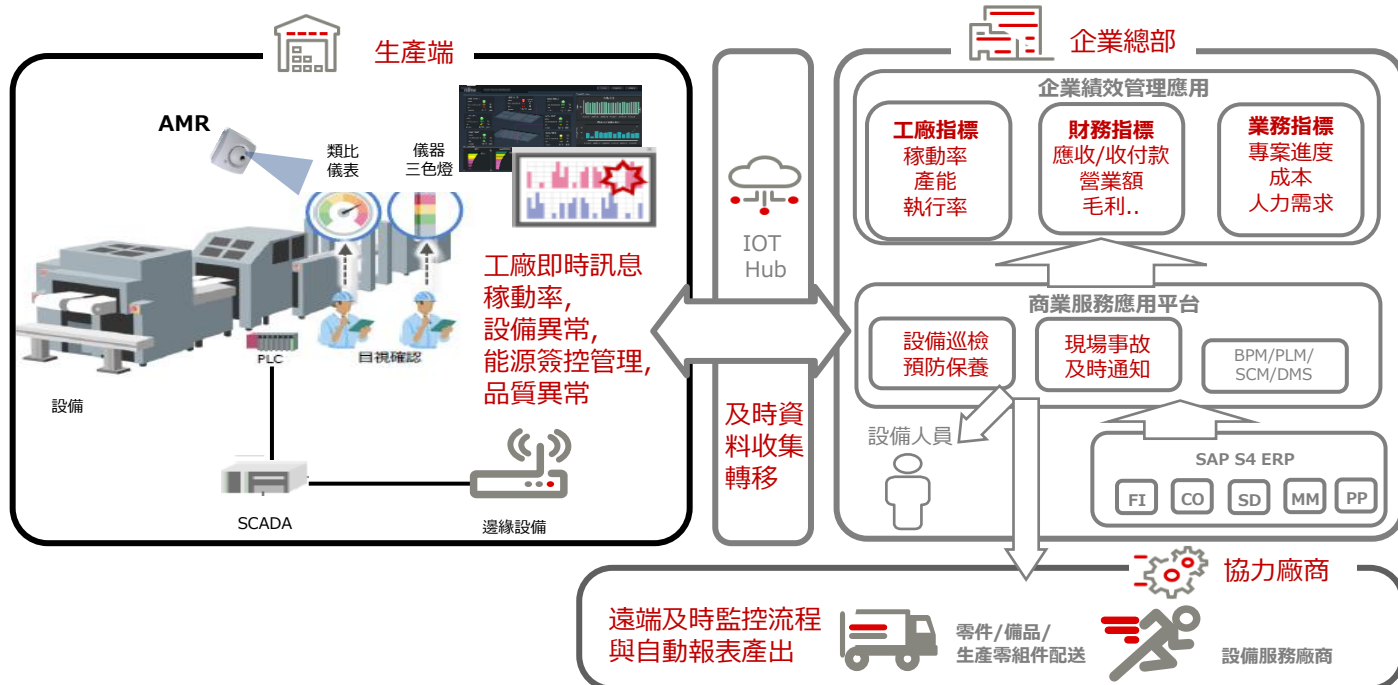 生產端
AMR
類比
儀表
儀器
三色燈
PLC
目視確認
設備
工廠即時訊息
稼動率,
設備異常,
能源簽控管理,
品質異常
SCADA
邊緣設備
IOT
Hub
及時資
料收集
轉移
企業總部
企業績效管理應用
工廠指標
稼動率
產能
執行率
財務指標
應收/收付款
營業額
毛利..
業務指標
專案進度
成本
人力需求
商業服務應用平台
設備巡檢
預防保養
現場事故
及時通知
BPM/PLM/
SCM/DMS
設備人員
SAP S4 ERP
FI
CO
SD
MM
PP
協力廠商
遠端及時監控流程
與自動報表產出
零件/備品/
生產零組件配送
設備服務廠商